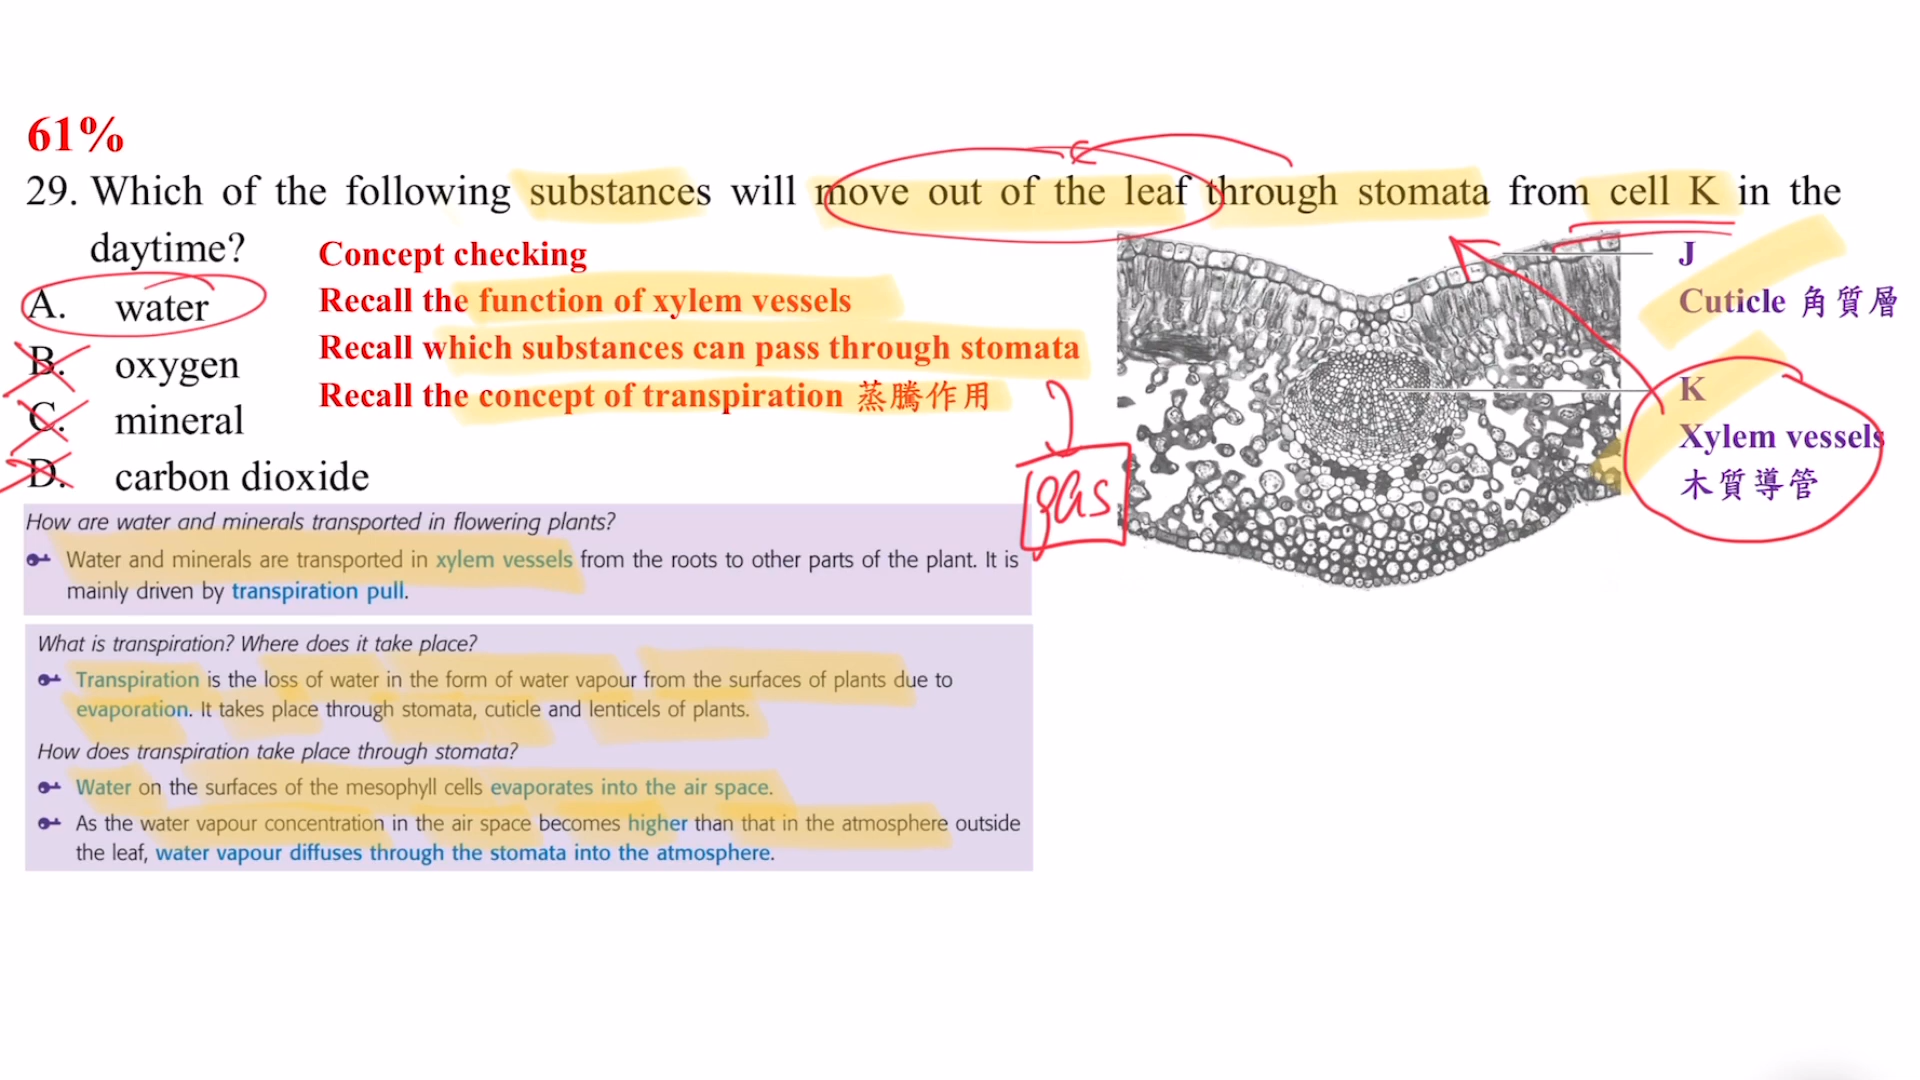 61%
29. Which of the following substances will move out of the leaf through stomata from cell K in the
daytime?
Concept checking
A. water
Recall the function of xylem vessels
Recall which substances can pass through stomata
B. oxygen
Recall the concept of transpiration 蒸騰作用
C. mineral
D. carbon dioxide
gas
J
Cuticle 角質層
K
Xylem vessels
木質導管
How are water and minerals transported in flowering plants?
Water and minerals are transported in xylem vessels from the roots to other parts of the plant. It is
mainly driven by transpiration pull.
What is transpiration? Where does it take place?
Transpiration is the loss of water in the form of water vapour from the surfaces of plants due to
evaporation. It takes place through stomata, cuticle and lenticels of plants.
How does transpiration take place through stomata?
Water on the surfaces of the mesophyll cells evaporates into the air space.
As the water vapour concentration in the air space becomes higher than that in the atmosphere outside
the leaf, water vapour diffuses through the stomata into the atmosphere.